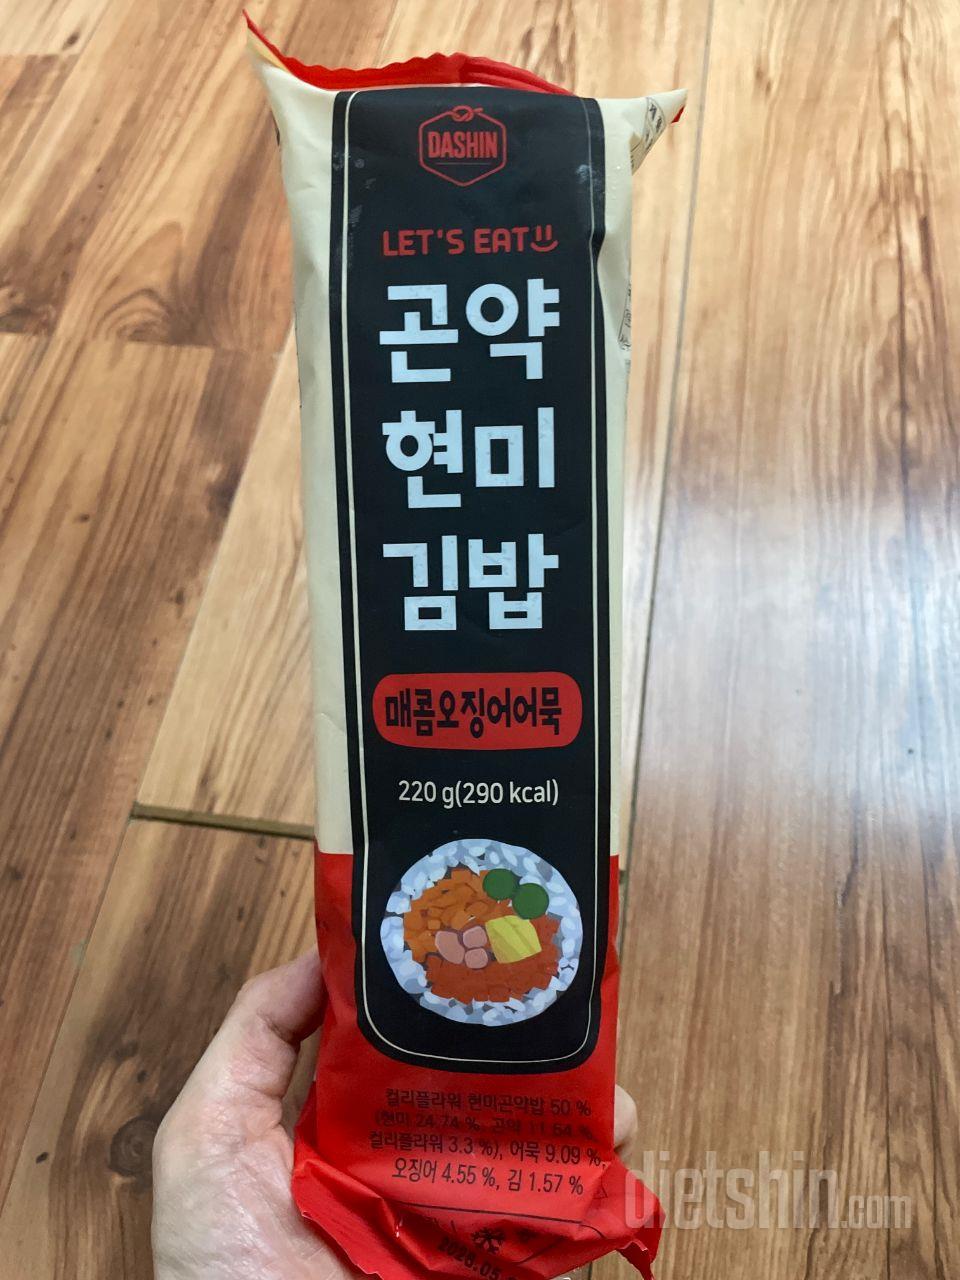 DASHIN
LET'S EAT
곤약
현미
김밥
매콤오징어어묵
220 g(290 kcal)
컬리플라워 현미곤약밥 50 %
(현미 24.74 %, 곤약 11.54 %,
컬리플라워 3.3 %), 어묵 9.09 %,
오징어 4.55 %, 김 1.57 %
dietshin.com